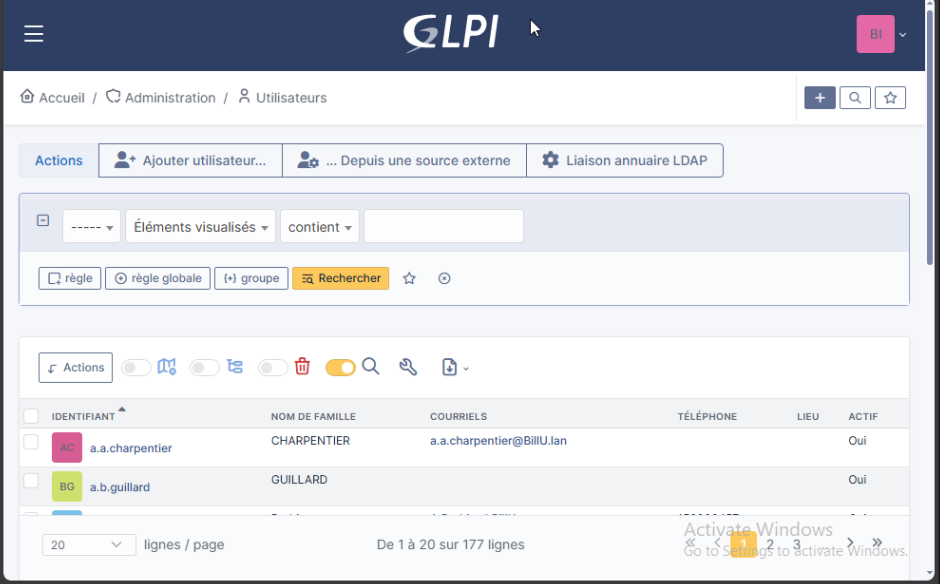 GLPI
BI
Accueil / Administration / Utilisateurs
Actions Ajouter utilisateur... ... Depuis une source externe Liaison annuaire LDAP
----- Éléments visualisés contient
règle règle globale groupe Rechercher
Actions
IDENTIFIANT NOM DE FAMILLE COURRIELS TÉLÉPHONE LIEU ACTIF
AC a.a.charpentier CHARPENTIER a.a.charpentier@BillU.lan Oui
BG a.b.guillard GUILLARD Oui
20 lignes / page De 1 à 20 sur 177 lignes « < 1 2 3 ... > »
Activate Windows
Go to Settings to activate Windows.